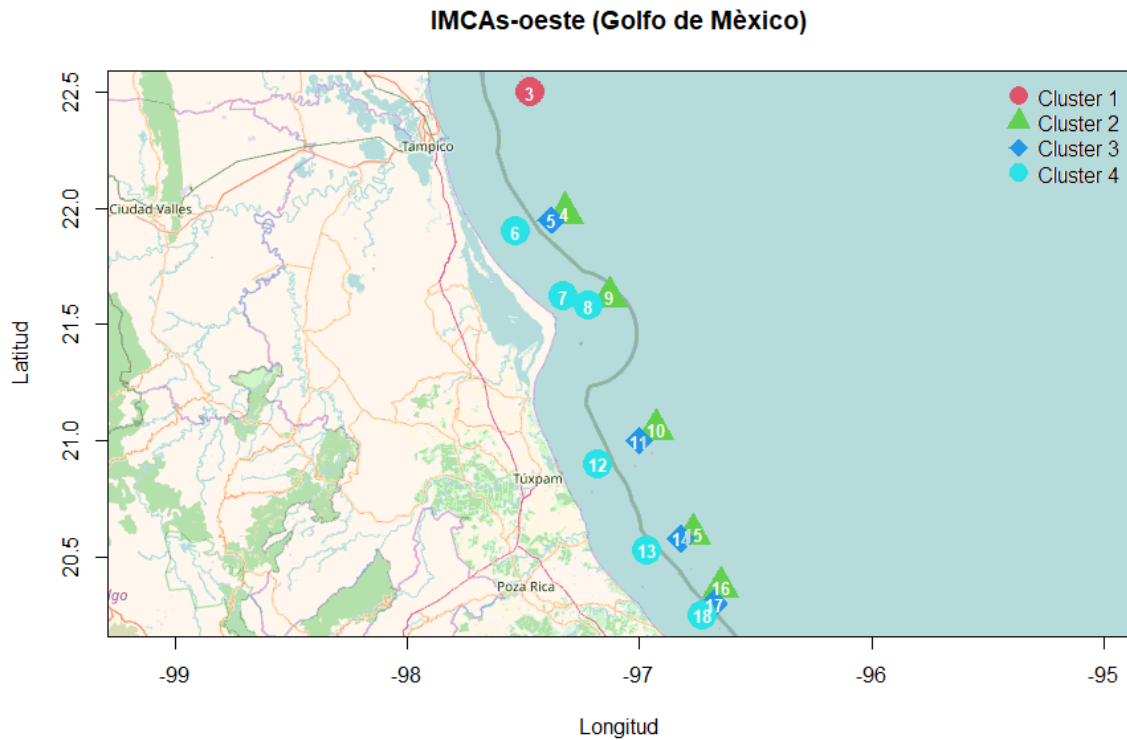 IMCAs-oeste (Golfo de Mèxico)
Latitud
22.5
22.0
21.5
21.0
20.5
Cluster 1
Cluster 2
Cluster 3
Cluster 4
3
Tampico
Ciudad Valles
4
5
6
7
8
9
10
11
12
Túxpam
13
14
15
Poza Rica
16
17
18
lgo
-99
-98
-97
-96
-95
Longitud